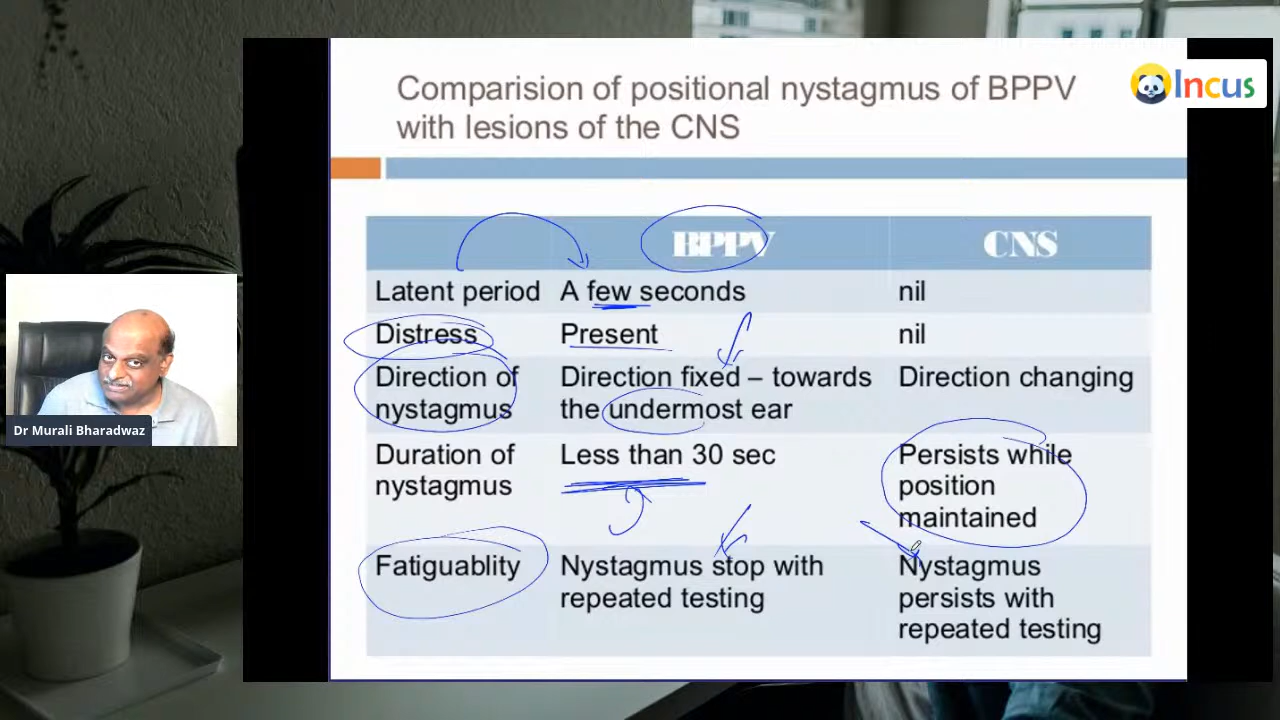 Comparision of positional nystagmus of BPPV
with lesions of the CNS
Incus
BPPV
CNS
Latent period
A few seconds
nil
Distress
Present
nil
Direction of
nystagmus
Direction fixed – towards
the undermost ear
Direction changing
Duration of
nystagmus
Less than 30 sec
Persists while
position
maintained
Fatiguablity
Nystagmus stop with
repeated testing
Nystagmus
persists with
repeated testing
Dr Murali Bharadwaz